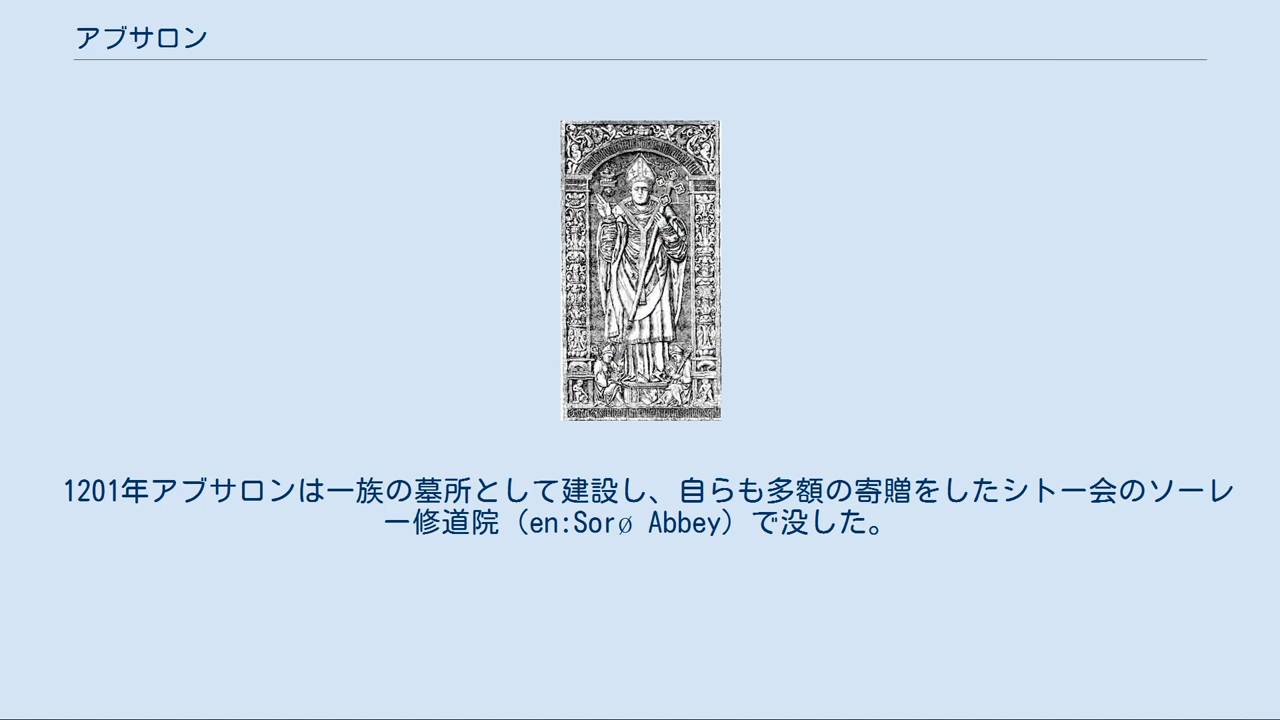 アブサロン
1201年アブサロンは一族の墓所として建設し、自らも多額の寄贈をしたシトー会のソーレ
ー修道院（en:Sorø Abbey）で没した。